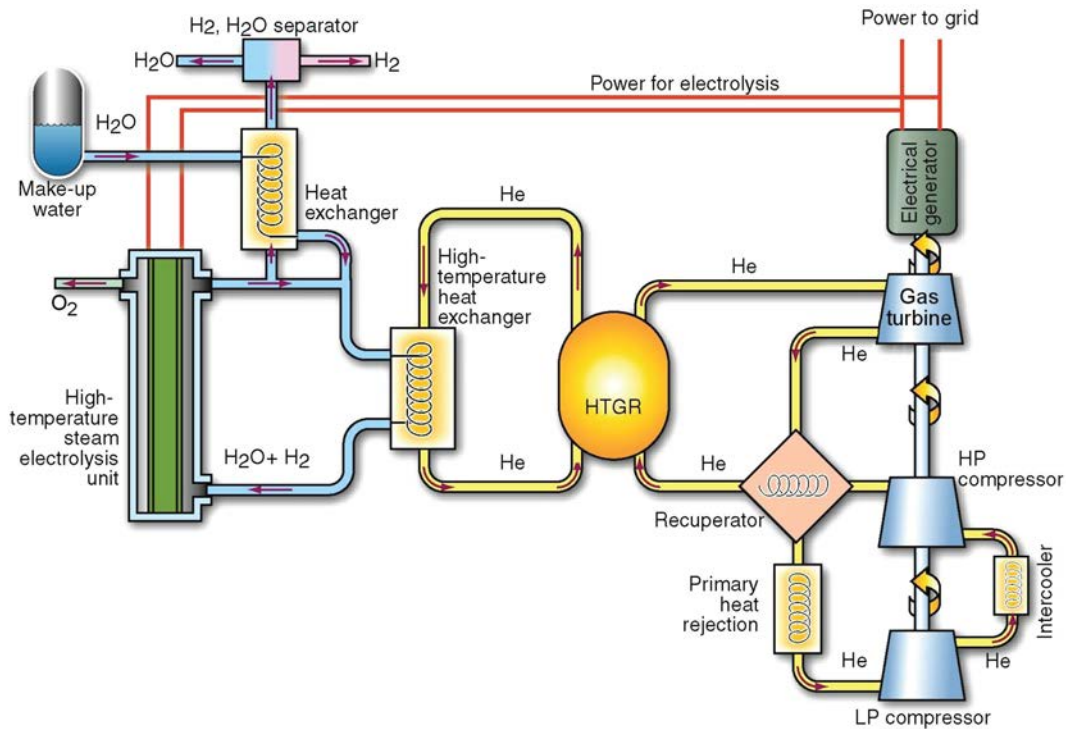 Power to grid
H2, H2O separator
H2O
H2
Power for electrolysis
H2O
Make-up
water
Heat
exchanger
Electrical
generator
He
High-
temperature
heat
exchanger
He
O2
Gas
turbine
He
HTGR
High-
temperature
steam
electrolysis
unit
H2O + H2
He
He
HP
compressor
Recuperator
Primary
heat
rejection
Intercooler
He
He
LP compressor